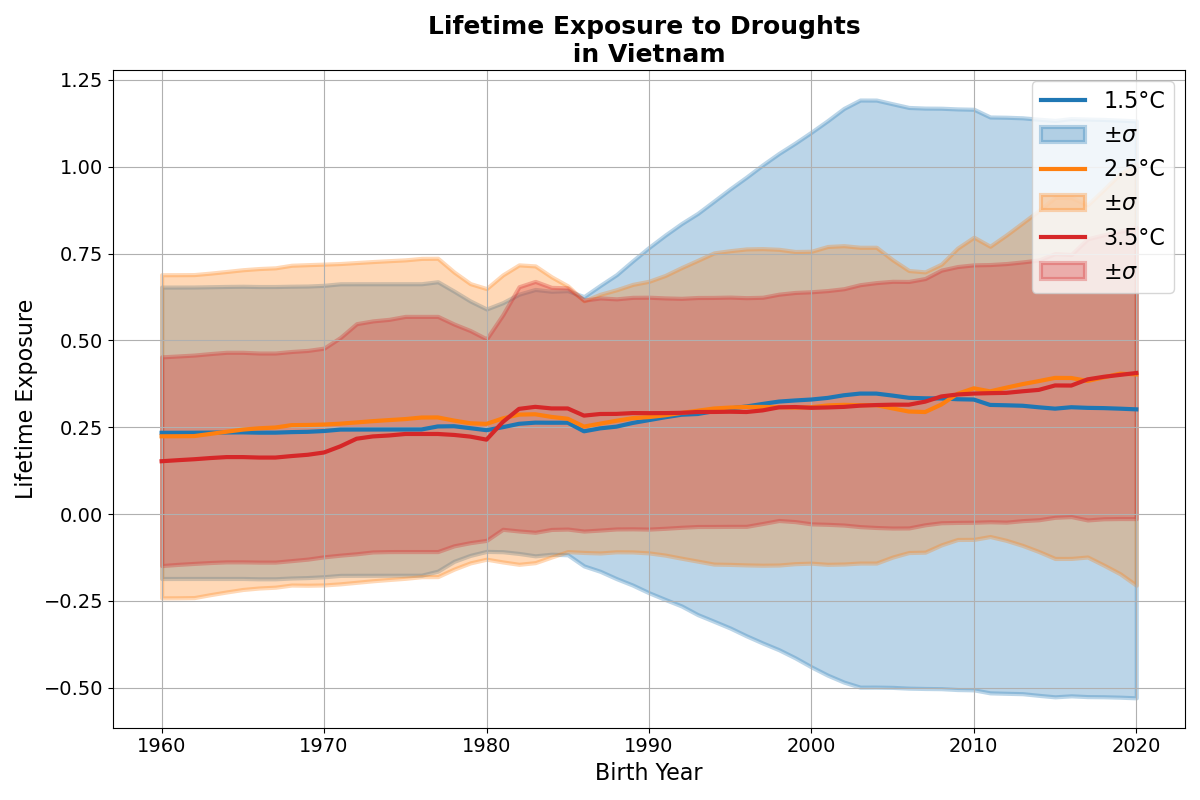 Lifetime Exposure to Droughts
in Vietnam
1.25
1.00
0.75
0.50
0.25
0.00
−0.25
−0.50
Lifetime Exposure
1960
1970
1980
1990
2000
2010
2020
Birth Year
1.5°C
±σ
2.5°C
±σ
3.5°C
±σ